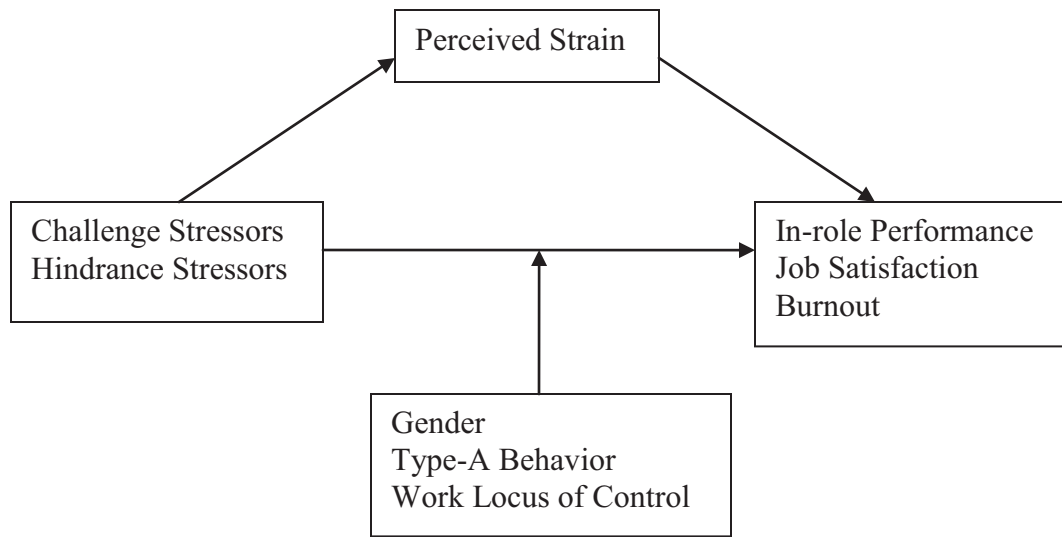 Perceived Strain
Challenge Stressors
Hindrance Stressors
In-role Performance
Job Satisfaction
Burnout
Gender
Type-A Behavior
Work Locus of Control